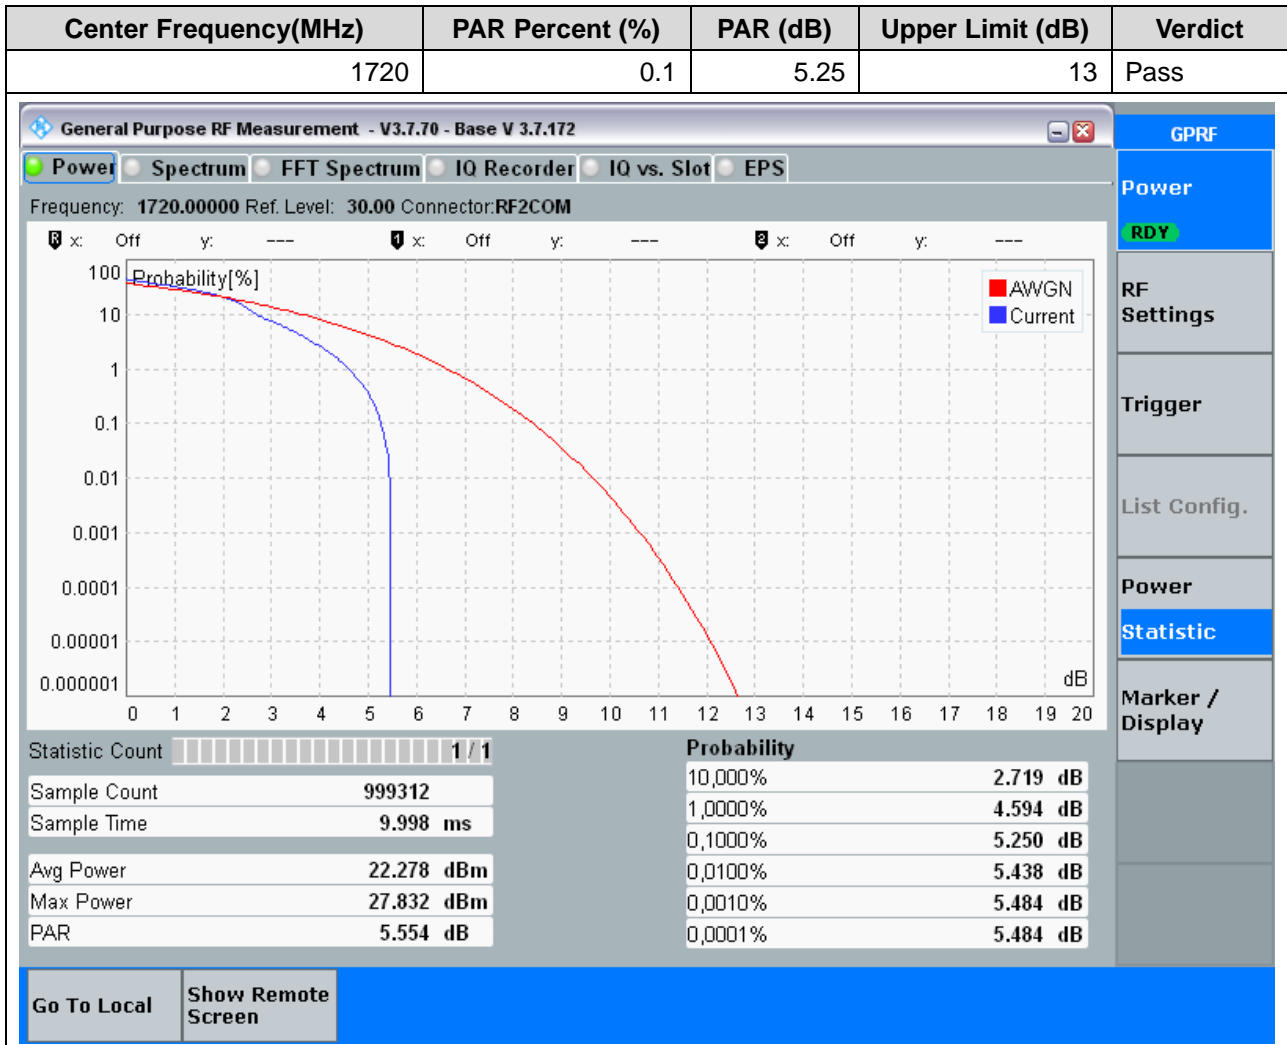 Center Frequency(MHz) PAR Percent (%) PAR (dB) Upper Limit (dB) Verdict
1720 0.1 5.25 13 Pass
General Purpose RF Measurement - V3.7.70 - Base V 3.7.172
GPRF
Power Spectrum FFT Spectrum IQ Recorder IQ vs. Slot EPS
Power
RDY
Frequency: 1720.00000 Ref. Level: 30.00 Connector:RF2COM
R x: Off y: --- 1 x: Off y: --- 2 x: Off y: ---
Probability[%]
AWGN
Current
100
10
1
0.1
0.01
0.001
0.0001
0.00001
0.000001
dB
0 1 2 3 4 5 6 7 8 9 10 11 12 13 14 15 16 17 18 19 20
RF
Settings
Trigger
List Config.
Power
Statistic
Marker /
Display
Statistic Count 1 / 1
Sample Count 999312
Sample Time 9.998 ms
Avg Power 22.278 dBm
Max Power 27.832 dBm
PAR 5.554 dB
Probability
10,000% 2.719 dB
1,0000% 4.594 dB
0,1000% 5.250 dB
0,0100% 5.438 dB
0,0010% 5.484 dB
0,0001% 5.484 dB
Go To Local
Show Remote
Screen